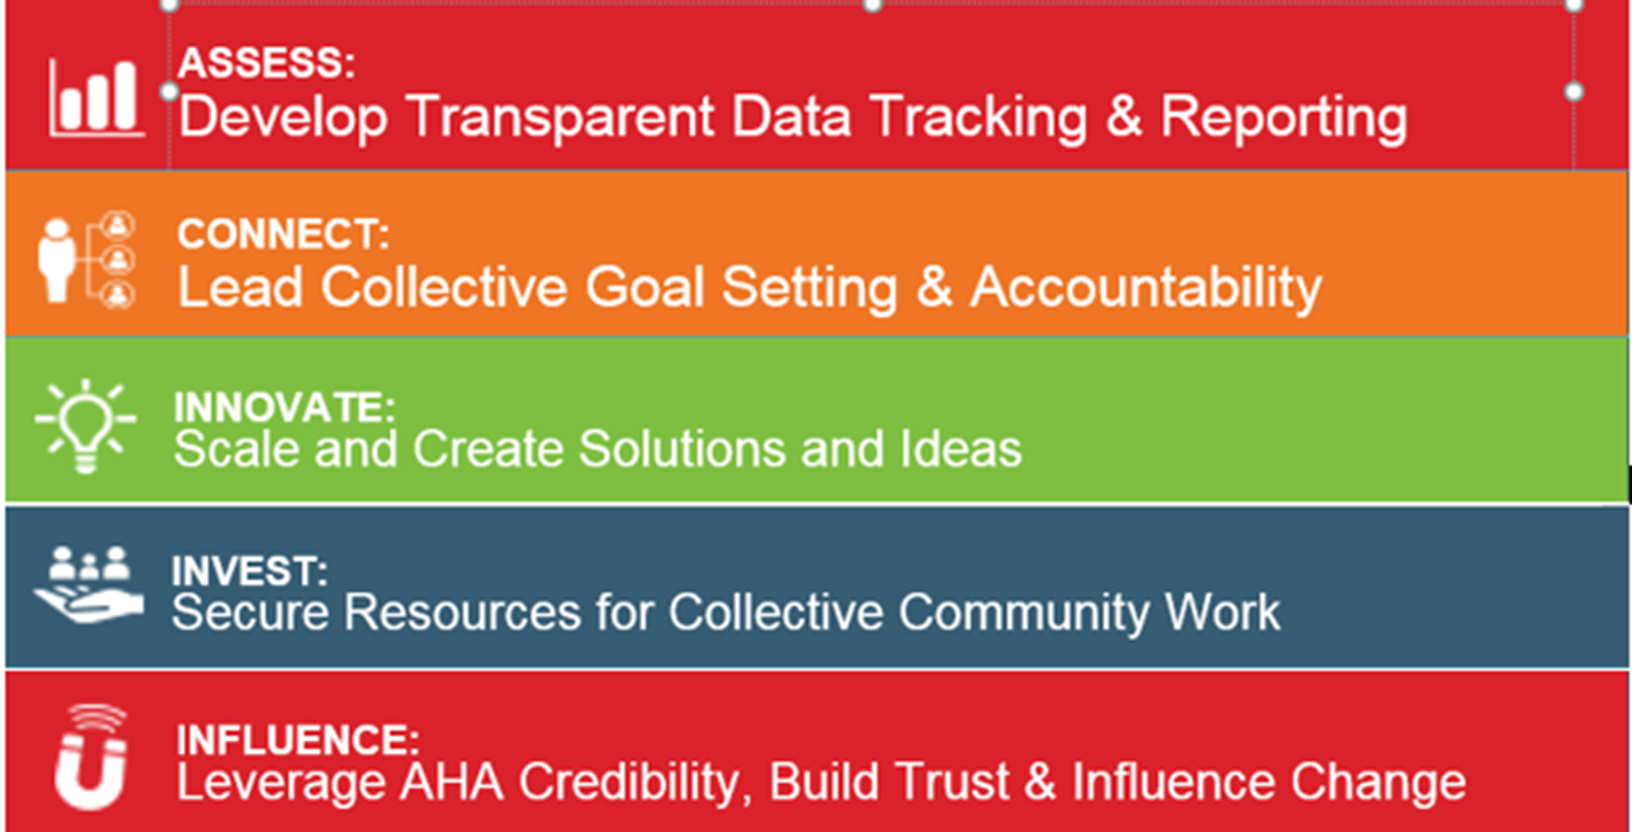 ASSESS:
Develop Transparent Data Tracking & Reporting
CONNECT:
Lead Collective Goal Setting & Accountability
INNOVATE:
Scale and Create Solutions and Ideas
INVEST:
Secure Resources for Collective Community Work
INFLUENCE:
Leverage AHA Credibility, Build Trust & Influence Change